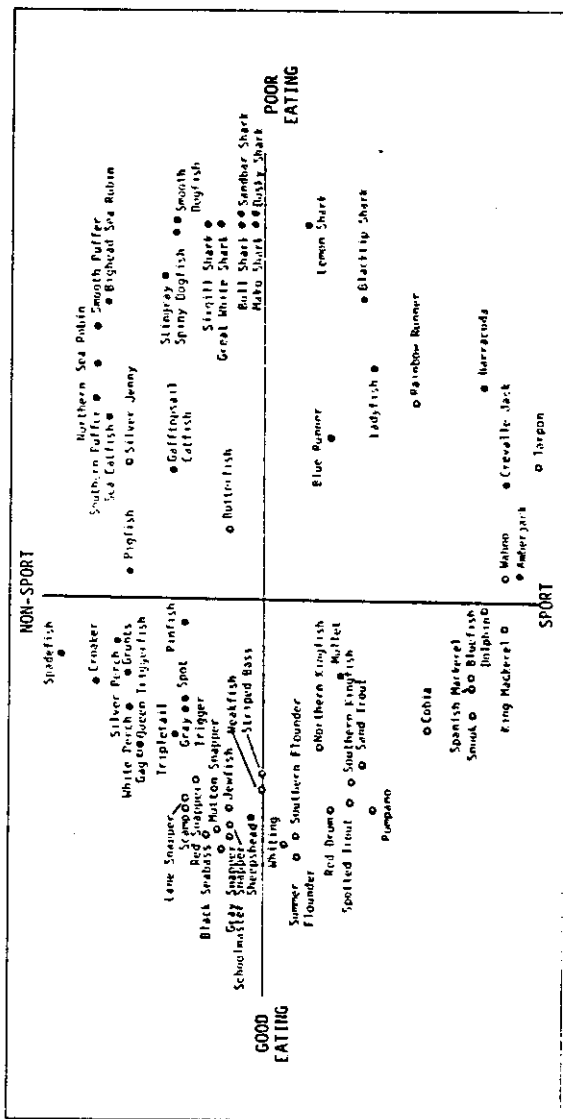 NON-SPORT
SPORT
GOOD
EATING
POOR
EATING
Spadefish
Croaker
Silver Perch
Grunts
White Perch
Queen Triggerfish
Gag
Pinfish
Tripletail
Spot
Gray
Trigger
Lane Snapper
Scamp
Red Snapper
Mutton Snapper
Black Seabass
Jewfish
Weakfish
Striped Bass
Gray Snapper
Schoolmaster
Snapper
Sheepshead
Pigfish
Southern Puffer
Sea Catfish
Northern Sea Robin
Silver Jenny
Smooth Puffer
Bighead Sea Robin
Gafftopsail
Catfish
Stingray
Spiny Dogfish
Smooth
Dogfish
Sixgill Shark
Great White Shark
Butterfish
Bull Shark
Sandbar Shark
Mako Shark
Dusky Shark
Whiting
Summer
Flounder
Southern Flounder
Northern Kingfish
Mullet
Red Drum
Spotted Trout
Southern Kingfish
Sand Trout
Pompano
Cobia
Spanish Mackerel
Snook
Bluefish
Dolphin
King Mackerel
Lemon Shark
Blacktip Shark
Blue Runner
Ladyfish
Rainbow Runner
Barracuda
Crevalle Jack
Wahoo
Amberjack
Tarpon